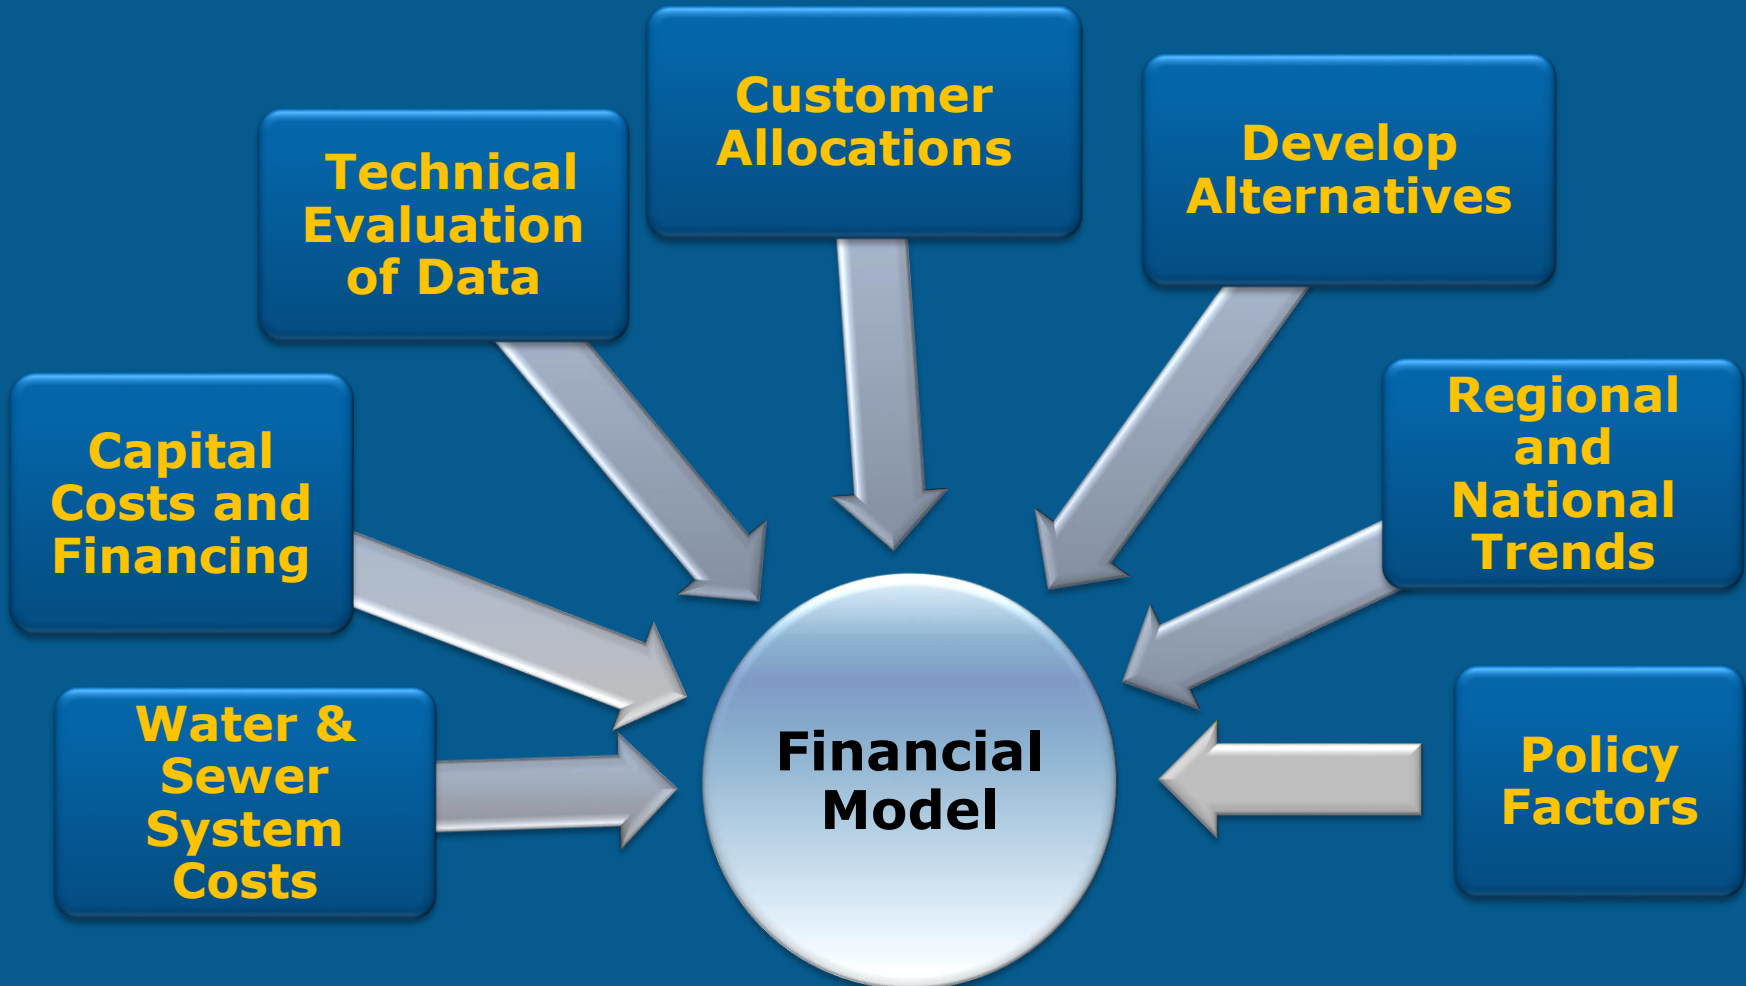 Customer
Allocations
Develop
Alternatives
Technical
Evaluation
of Data
Regional
and
National
Trends
Capital
Costs and
Financing
Water &
Sewer
System
Costs
Financial
Model
Policy
Factors